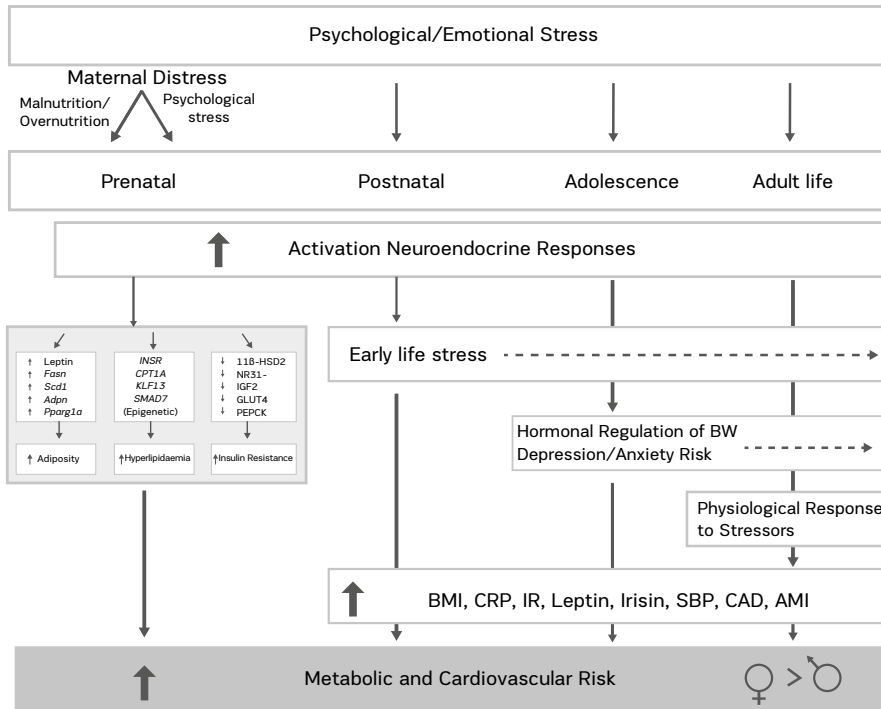 Psychological/Emotional Stress
Maternal Distress
Malnutrition/
Overnutrition
Psychological
stress
Prenatal
Postnatal
Adolescence
Adult life
Activation Neuroendocrine Responses
↑ Leptin
↑ Fasn
↑ Scd1
↑ Adpn
↑ Pparg1a
INSR
CPT1A
KLF13
SMAD7
(Epigenetic)
↓ 11ß-HSD2
↓ NR31-
↓ IGF2
↓ GLUT4
↓ PEPCK
↑ Adiposity
↑Hyperlipidaemia
↑Insulin Resistance
Early life stress
Hormonal Regulation of BW
Depression/Anxiety Risk
Physiological Response
to Stressors
BMI, CRP, IR, Leptin, Irisin, SBP, CAD, AMI
Metabolic and Cardiovascular Risk
♀ > ♂